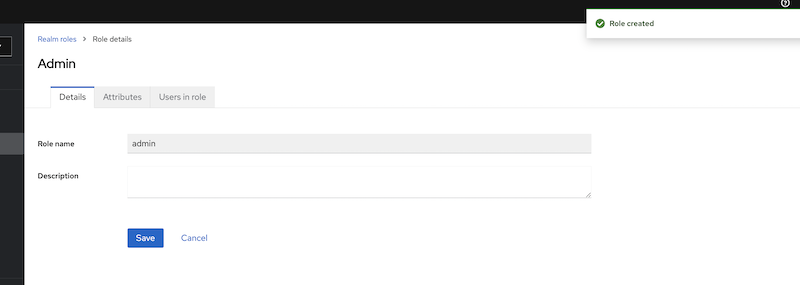 Role created
Realm roles > Role details
Admin
Details Attributes Users in role
Role name admin
Description
Save Cancel